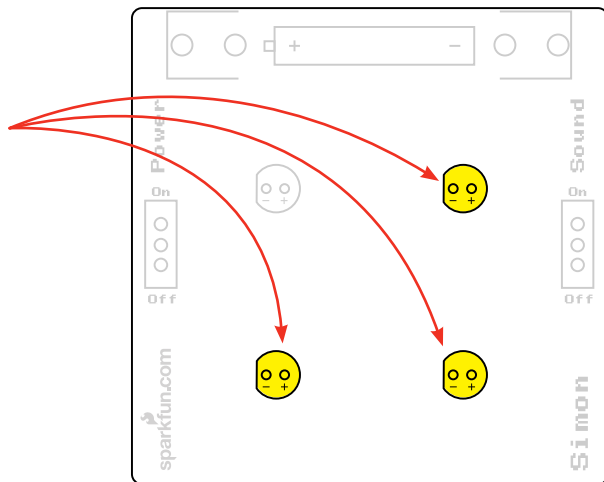 + −
Power
Sound
On
On
− +
− +
Off
Off
− +
− +
sparkfun.com
Simon